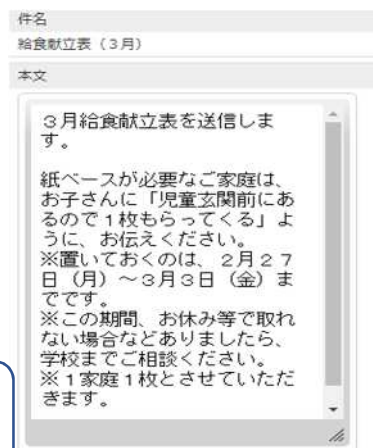 件名
給食献立表（３月）
本文
３月給食献立表を送信しま
す。
紙ベースが必要なご家庭は、
お子さんに「児童玄関前にあ
るので１枚もらってくる」よ
うに、お伝えください。
※置いておくのは、２月２７
日（月）～３月３日（金）ま
でです。
※この期間、お休み等で取れ
ない場合などありましたら、
学校までご相談ください。
※１家庭１枚とさせていただ
きます。